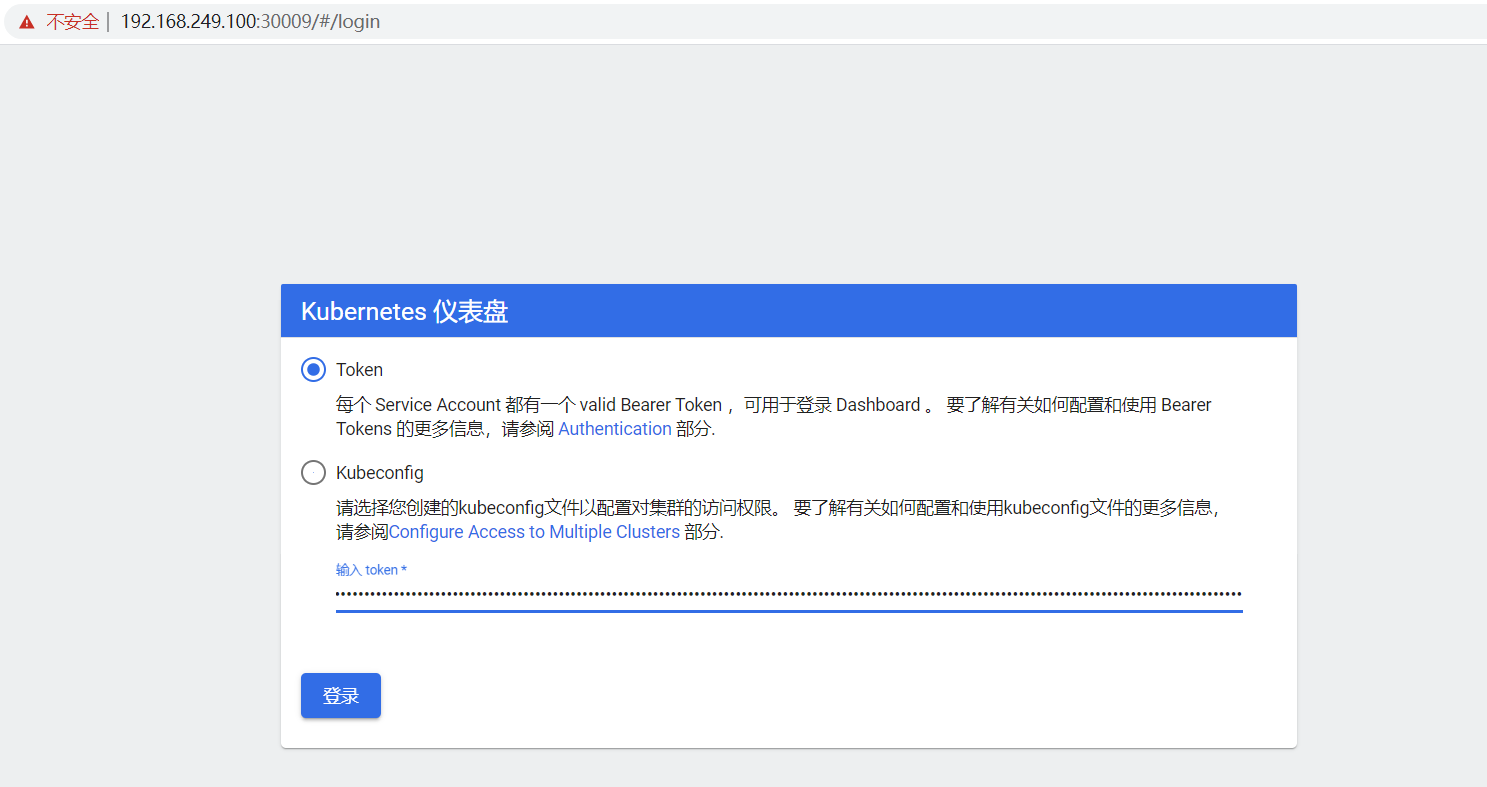 不安全 | 192.168.249.100:30009/#/login
Kubernetes 仪表盘
Token
每个 Service Account 都有一个 valid Bearer Token ，可用于登录 Dashboard 。 要了解有关如何配置和使用 Bearer
Tokens 的更多信息，请参阅 Authentication 部分.
Kubeconfig
请选择您创建的kubeconfig文件以配置对集群的访问权限。 要了解有关如何配置和使用kubeconfig文件的更多信息，
请参阅Configure Access to Multiple Clusters 部分.
输入 token *
登录